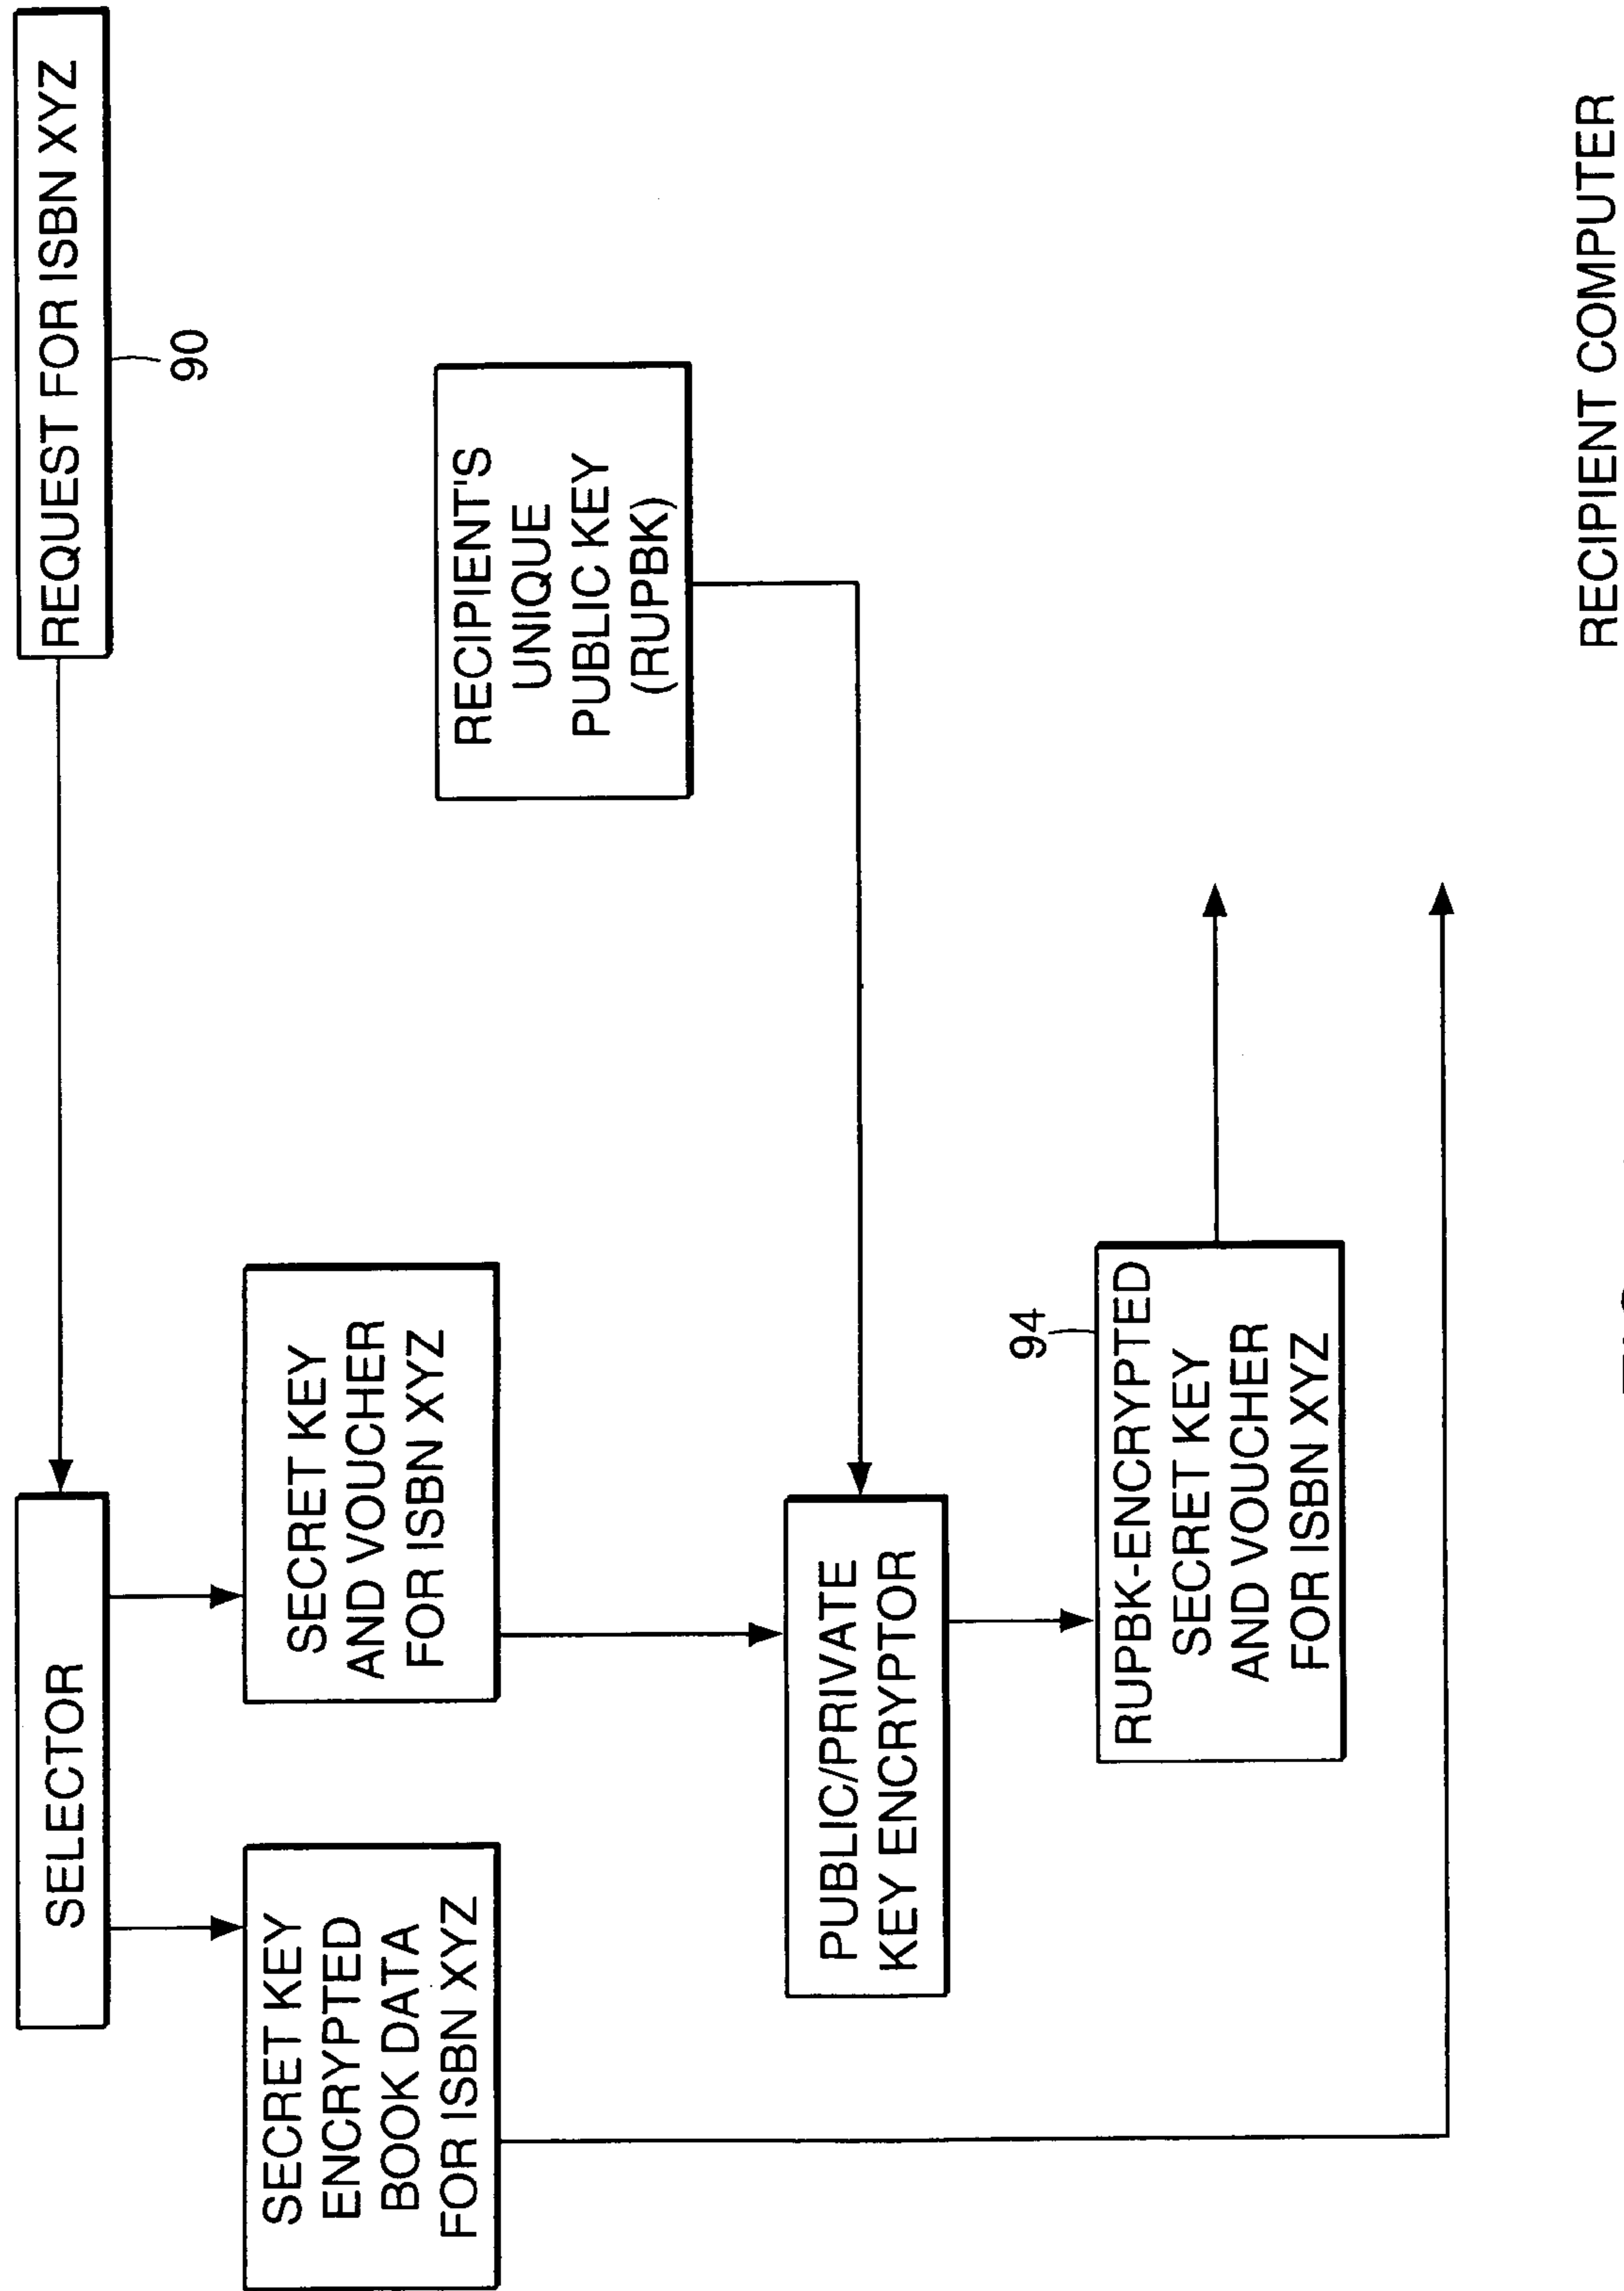 REQUEST FOR ISBN XYZ
90
SELECTOR
SECRET KEY
ENCRYPTED
BOOK DATA
FOR ISBN XYZ
SECRET KEY
AND VOUCHER
FOR ISBN XYZ
RECIPIENT'S
UNIQUE
PUBLIC KEY
(RUPBK)
PUBLIC/PRIVATE
KEY ENCRYPTOR
94
RUPBK-ENCRYPTED
SECRET KEY
AND VOUCHER
FOR ISBN XYZ
RECIPIENT COMPUTER